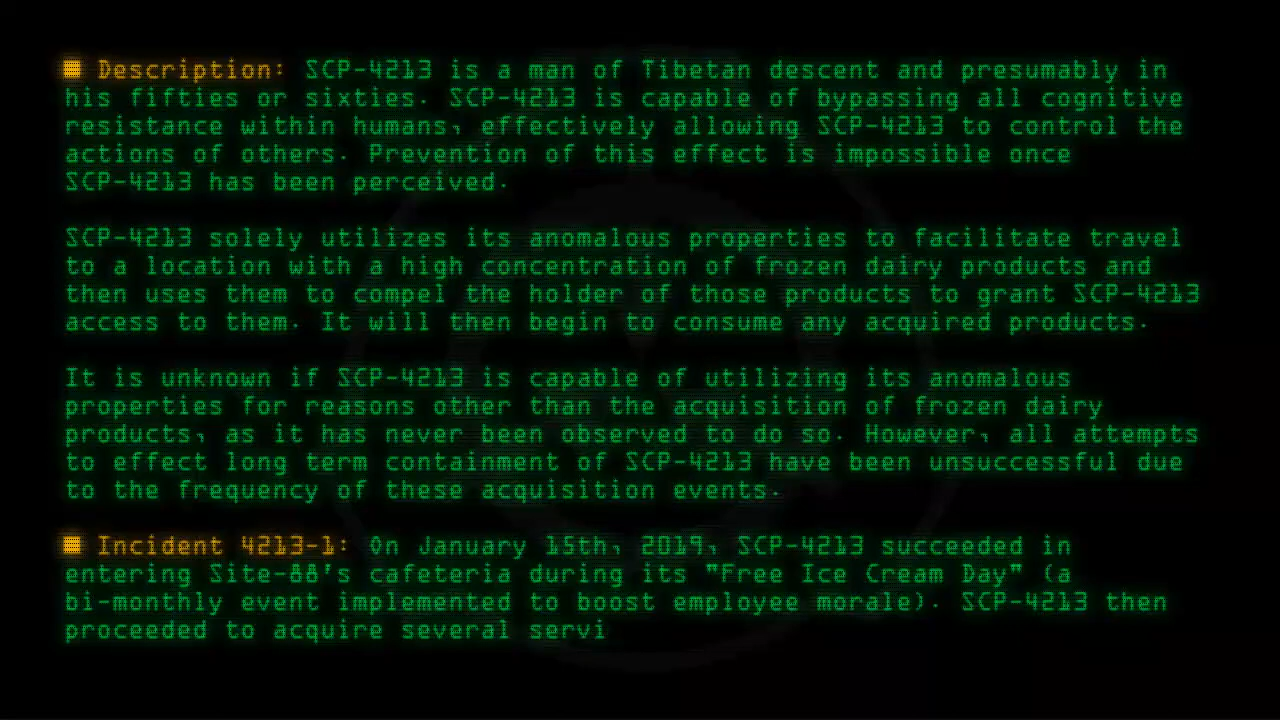 ■ Description: SCP-4213 is a man of Tibetan descent and presumably in
his fifties or sixties. SCP-4213 is capable of bypassing all cognitive
resistance within humans, effectively allowing SCP-4213 to control the
actions of others. Prevention of this effect is impossible once
SCP-4213 has been perceived.
SCP-4213 solely utilizes its anomalous properties to facilitate travel
to a location with a high concentration of frozen dairy products and
then uses them to compel the holder of those products to grant SCP-4213
access to them. It will then begin to consume any acquired products.
It is unknown if SCP-4213 is capable of utilizing its anomalous
properties for reasons other than the acquisition of frozen dairy
products, as it has never been observed to do so. However, all attempts
to effect long term containment of SCP-4213 have been unsuccessful due
to the frequency of these acquisition events.
■ Incident 4213-1: On January 15th, 2019, SCP-4213 succeeded in
entering Site-88's cafeteria during its "Free Ice Cream Day" (a
bi-monthly event implemented to boost employee morale). SCP-4213 then
proceeded to acquire several servi